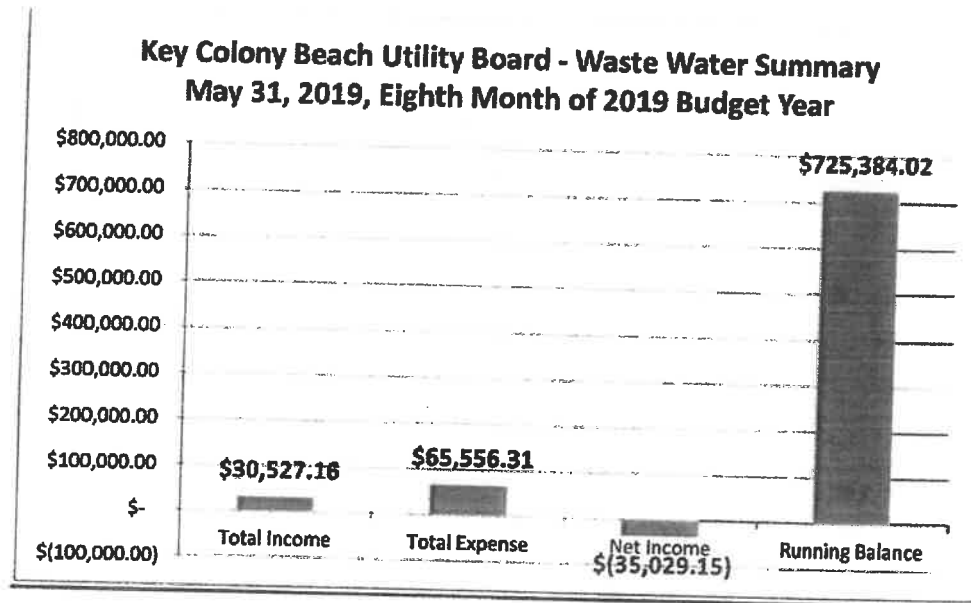 Key Colony Beach Utility Board - Waste Water Summary
May 31, 2019, Eighth Month of 2019 Budget Year
$800,000.00
$700,000.00
$600,000.00
$500,000.00
$400,000.00
$300,000.00
$200,000.00
$100,000.00
$-
$(100,000.00)
$30,527.16
$65,556.31
$725,384.02
Total Income
Total Expense
Net Income
$(35,029.15)
Running Balance